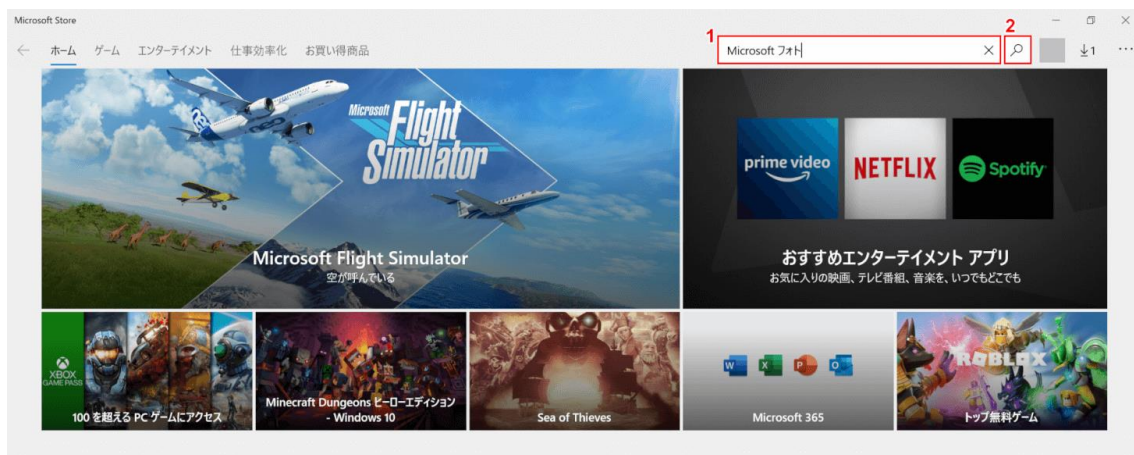 Microsoft Store
ホーム ゲーム エンターテイメント 仕事効率化 お買い得商品
1
Microsoft フォト
2
1
Microsoft
Flight
Simulator
Microsoft Flight Simulator
空が呼んでいる
prime video
NETFLIX
Spotify
おすすめエンターテイメント アプリ
お気に入りの映画、テレビ番組、音楽を、いつでもどこでも
XBOX
GAME PASS
100 を超える PC ゲームにアクセス
Minecraft Dungeons ヒーローエディション
- Windows 10
Sea of Thieves
W X P O
Microsoft 365
ROBLOX
トップ無料ゲーム